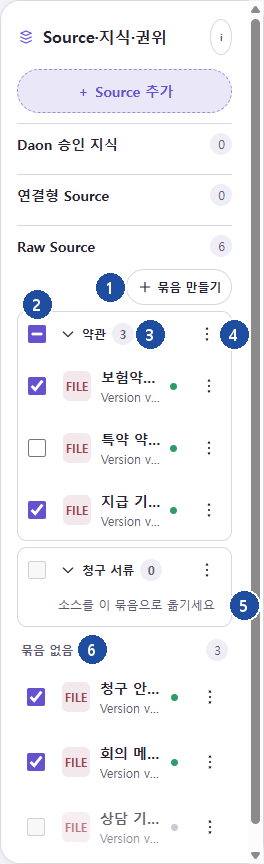 Source·지식·권위
i
+ Source 추가
Daon 승인 지식 0
연결형 Source 0
Raw Source 6
1 + 묶음 만들기
2
약관 3 3 4
FILE 보험약...
Version v...
FILE 특약 약...
Version v...
FILE 지급 기...
Version v...
청구 서류 0
소스를 이 묶음으로 옮기세요 5
묶음 없음 6 3
FILE 청구 안...
Version v...
FILE 회의 메...
Version v...
FILE 상담 기...
Version v...